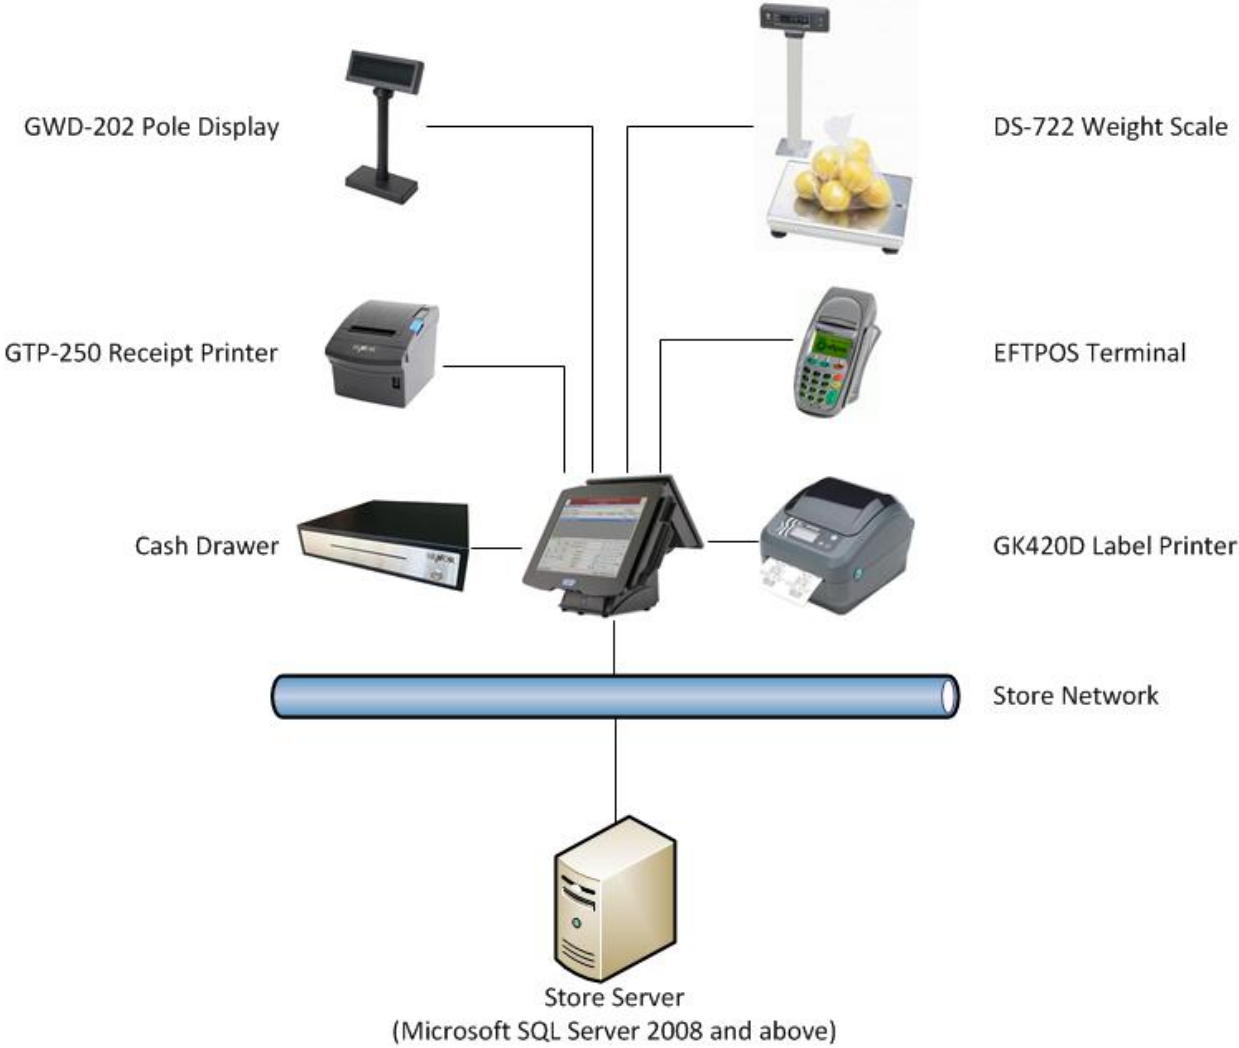 GWD-202 Pole Display
DS-722 Weight Scale
GTP-250 Receipt Printer
EFTPOS Terminal
Cash Drawer
GK420D Label Printer
Store Network
Store Server
(Microsoft SQL Server 2008 and above)